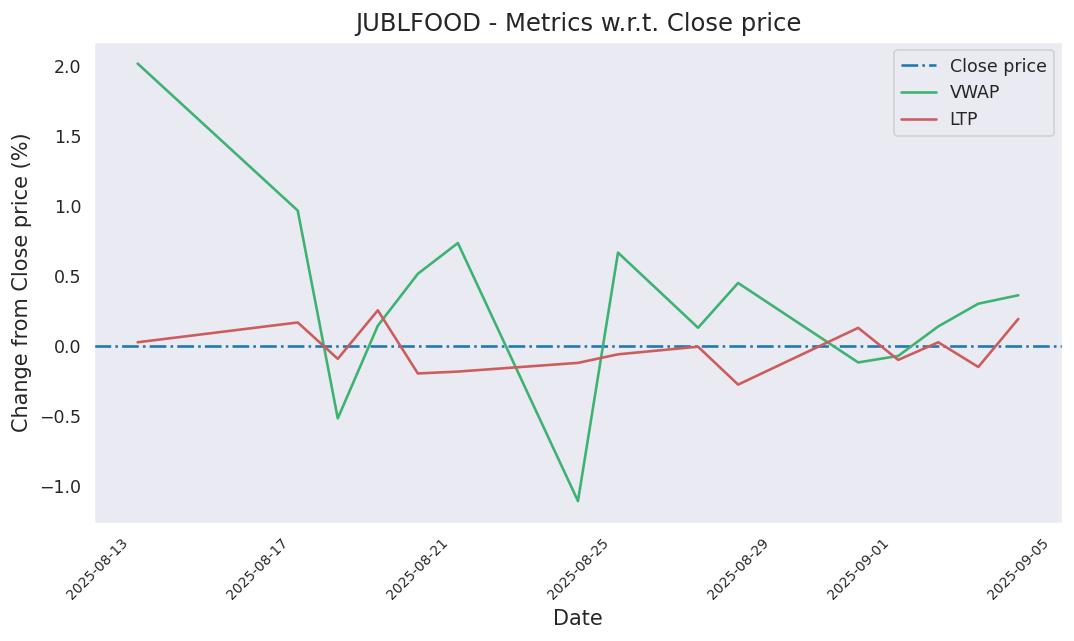 JUBLFOOD - Metrics w.r.t. Close price
Close price
VWAP
LTP
Change from Close price (%)
2.0
1.5
1.0
0.5
0.0
−0.5
−1.0
2025-08-13
2025-08-17
2025-08-21
2025-08-25
2025-08-29
2025-09-01
2025-09-05
Date